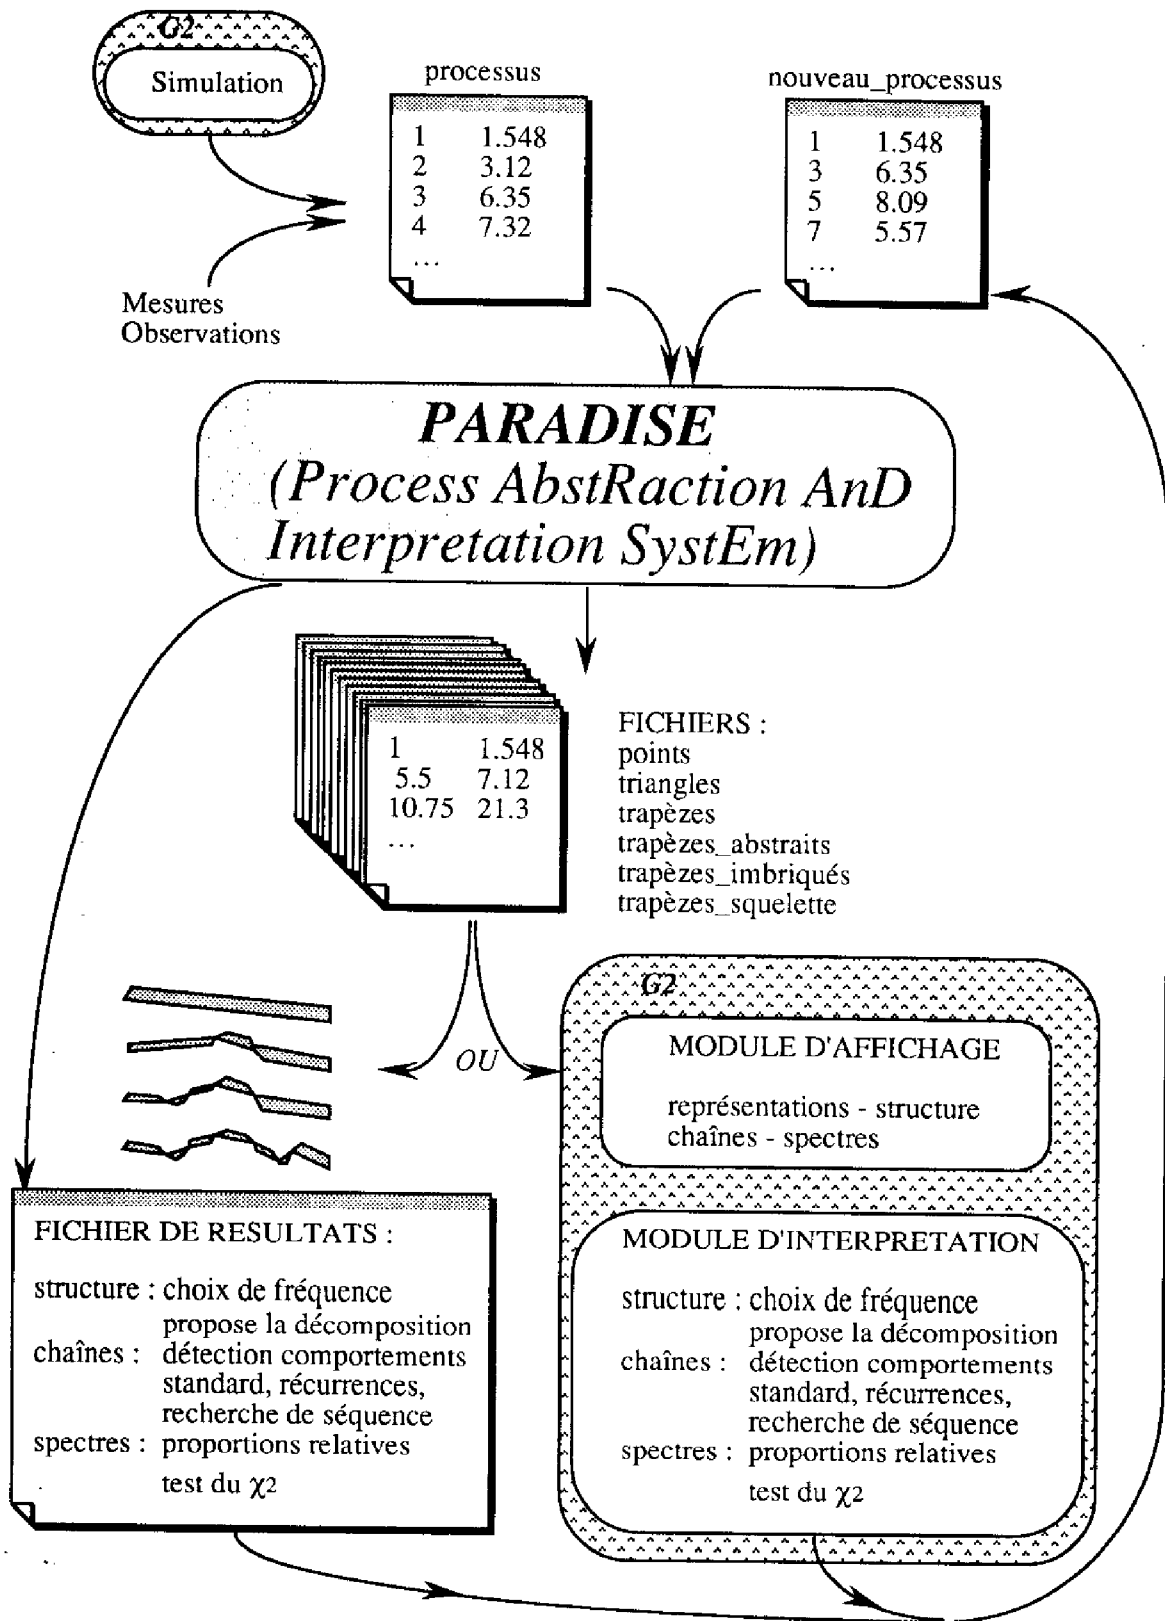 G2
Simulation
processus
1 1.548
2 3.12
3 6.35
4 7.32
...
nouveau_processus
1 1.548
3 6.35
5 8.09
7 5.57
...
Mesures
Observations
PARADISE
(Process AbstRaction AnD
Interpretation SystEm)
1 1.548
5.5 7.12
10.75 21.3
...
FICHIERS :
points
triangles
trapèzes
trapèzes_abstraits
trapèzes_imbriqués
trapèzes_squelette
OU
G2
MODULE D'AFFICHAGE
représentations - structure
chaînes - spectres
FICHIER DE RESULTATS :
structure : choix de fréquence
propose la décomposition
chaînes : détection comportements
standard, récurrences,
recherche de séquence
spectres : proportions relatives
test du χ2
MODULE D'INTERPRETATION
structure : choix de fréquence
propose la décomposition
chaînes : détection comportements
standard, récurrences,
recherche de séquence
spectres : proportions relatives
test du χ2